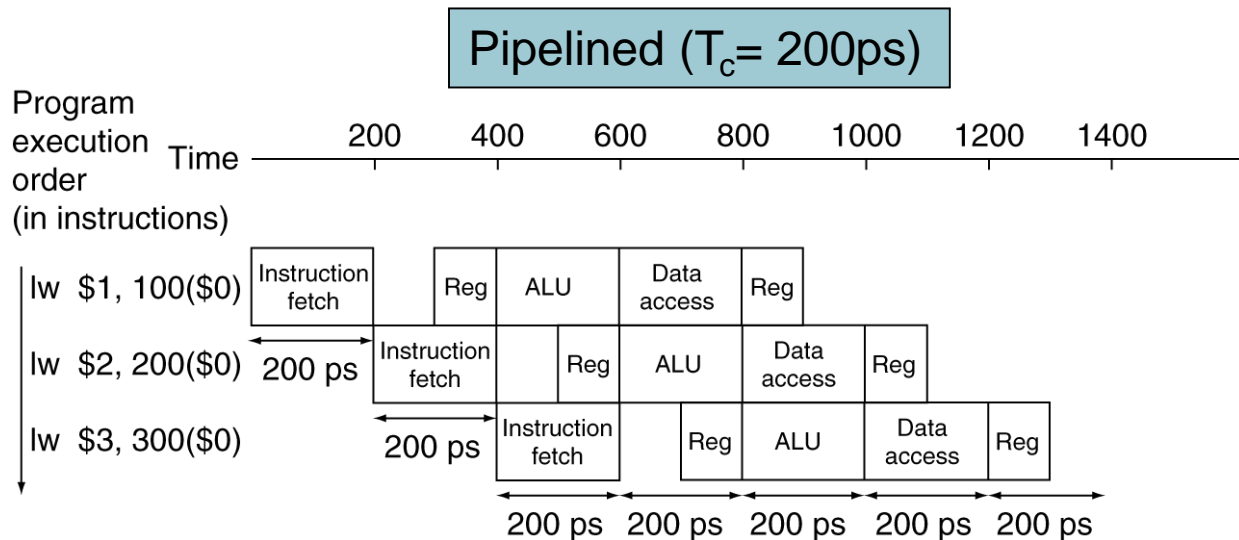 Pipelined (Tc= 200ps)
Program
execution
order
(in instructions)
Time
200 400 600 800 1000 1200 1400
lw $1, 100($0)
Instruction
fetch
Reg
ALU
Data
access
Reg
200 ps
lw $2, 200($0)
Instruction
fetch
Reg
ALU
Data
access
Reg
200 ps
lw $3, 300($0)
Instruction
fetch
Reg
ALU
Data
access
Reg
200 ps 200 ps 200 ps 200 ps 200 ps